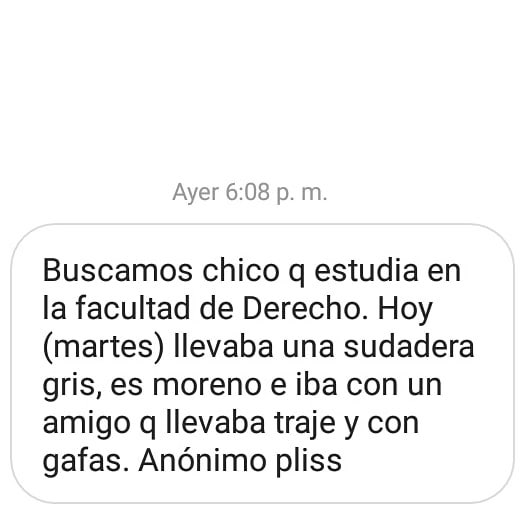 Ayer 6:08 p. m.
Buscamos chico q estudia en
la facultad de Derecho. Hoy
(martes) llevaba una sudadera
gris, es moreno e iba con un
amigo q llevaba traje y con
gafas. Anónimo pliss